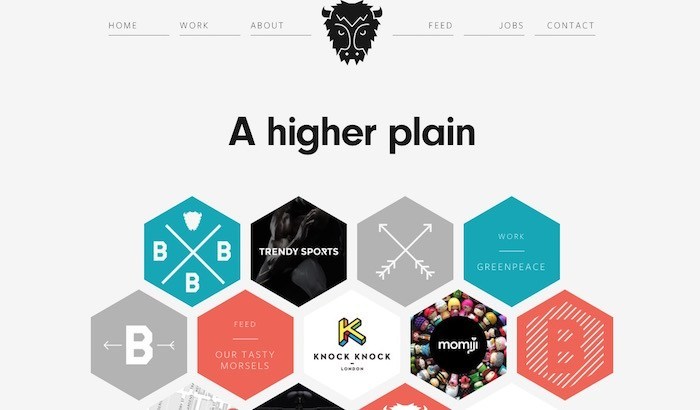 HOME
WORK
ABOUT
FEED
JOBS
CONTACT
A higher plain
B
B
B
TRENDY SPORTS
WORK
GREENPEACE
B
FEED
OUR TASTY
MORSELS
KNOCK KNOCK
LONDON
momiji
B